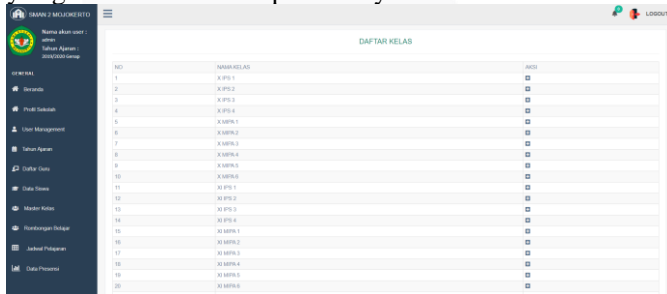 SMAN 2 MOJOKERTO
LOGOUT
Nama akun user :
admin
Tahun Ajaran :
2019/2020 Genap
DAFTAR KELAS
GENERAL
Beranda
Profil Sekolah
User Management
Tahun Ajaran
Daftar Guru
Data Siswa
Master Kelas
Rombongan Belajar
Jadwal Pelajaran
Data Presensi
NO NAMA KELAS AKSI
1 X IPS 1
2 X IPS 2
3 X IPS 3
4 X IPS 4
5 X MIPA 1
6 X MIPA 2
7 X MIPA 3
8 X MIPA 4
9 X MIPA 5
10 X MIPA 6
11 XI IPS 1
12 XI IPS 2
13 XI IPS 3
14 XI IPS 4
15 XI MIPA 1
16 XI MIPA 2
17 XI MIPA 3
18 XI MIPA 4
19 XI MIPA 5
20 XI MIPA 6